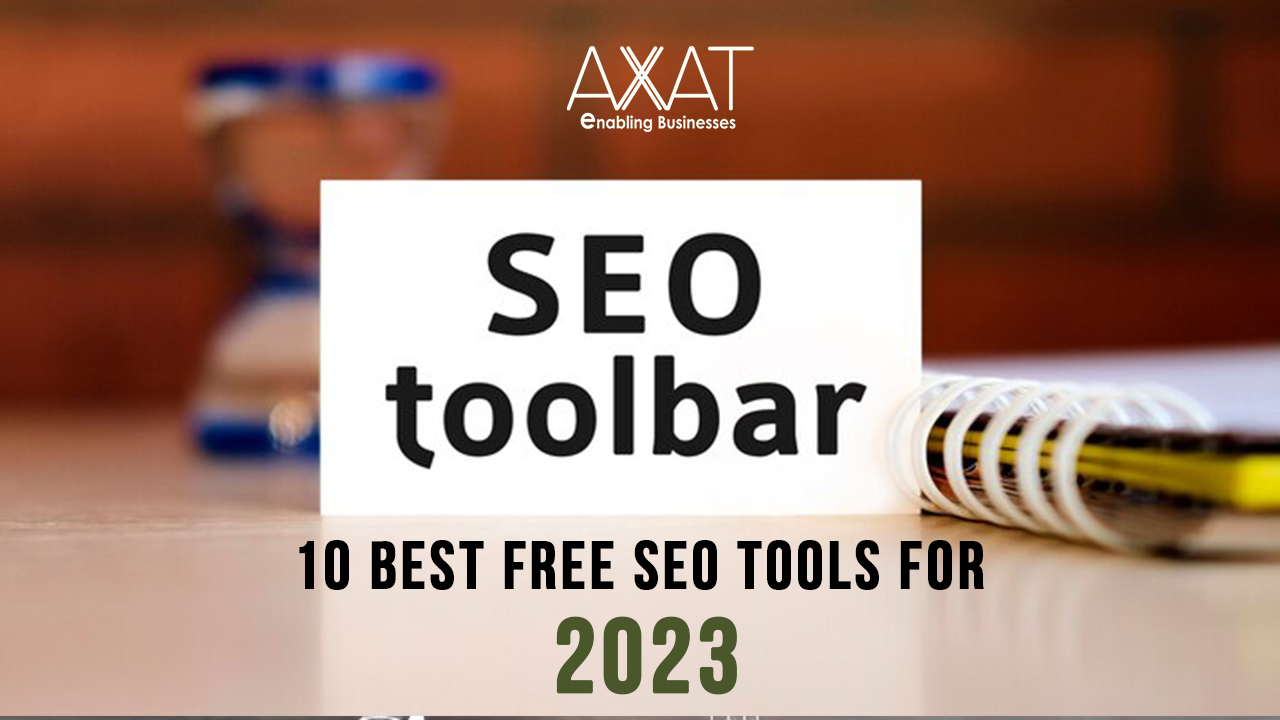 AXAT
enabling Businesses
SEO
toolbar
10 BEST FREE SEO TOOLS FOR
2023